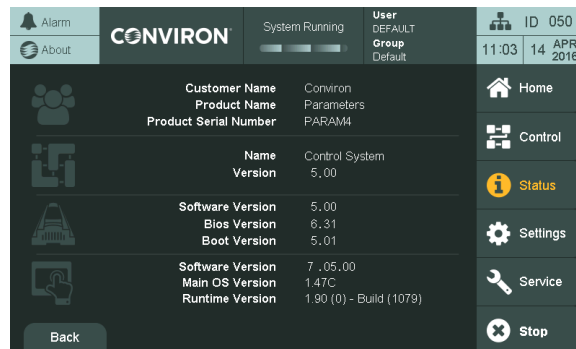 Alarm
About
CONVIRON
System Running
User
DEFAULT
Group
Default
ID 050
11:03 14 APR 2016
Customer Name Conviron
Product Name Parameters
Product Serial Number PARAM4
Name Control System
Version 5.00
Software Version 5.00
Bios Version 6.31
Boot Version 5.01
Software Version 7 .05.00
Main OS Version 1.47C
Runtime Version 1.90 (0) - Build (1079)
Back
Home
Control
Status
Settings
Service
Stop